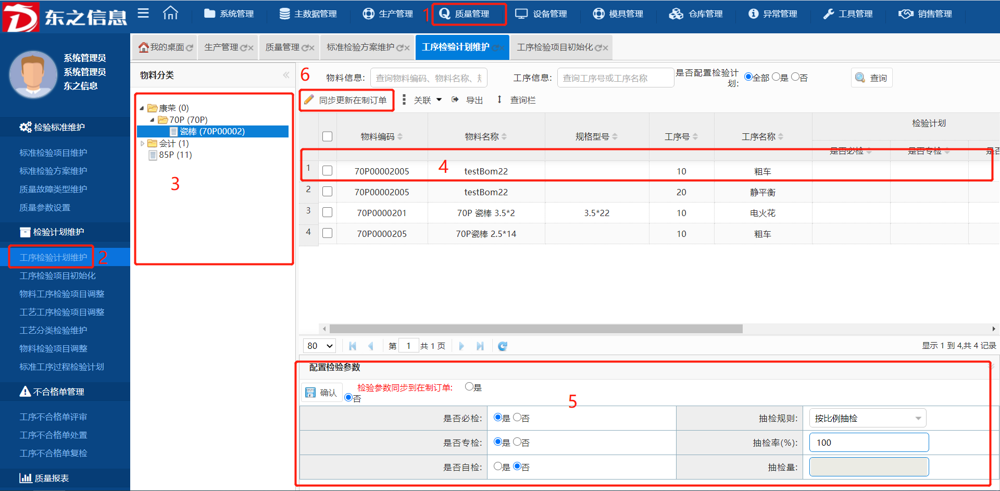 东之信息
系统管理
主数据管理
生产管理
1
质量管理
设备管理
模具管理
仓库管理
异常管理
工具管理
销售管理
系统管理员
系统管理员
东之信息
检验标准维护
标准检验项目维护
标准检验方案维护
质量故障类型维护
质量参数设置
检验计划维护
工序检验计划维护
2
工序检验项目初始化
物料工序检验项目调整
工艺工序检验项目调整
工艺分类检验维护
物料检验项目调整
标准工序过程检验计划
不合格单管理
工序不合格单评审
工序不合格单处置
工序不合格单复检
质量报表
我的桌面
生产管理
质量管理
标准检验方案维护
工序检验计划维护
工序检验项目初始化
物料分类
康荣 (0)
70P (70P)
瓷棒 (70P00002)
会计 (1)
85P (11)
3
6
物料信息:
查询物料编码、物料名称、
工序信息:
查询工序号或工序名称
是否配置检验计
划:
全部 是 否
查询
同步更新在制订单
关联
导出
查询栏
物料编码 物料名称 规格型号 工序号 工序名称 检验计划
是否必检 是否专检 是否
1 70P00002005 testBom22 10 粗车
4
2 70P00002005 testBom22 20 静平衡
3 70P0000201 70P 瓷棒 3.5*2 3.5*22 10 电火花
4 70P0000205 70P瓷棒 2.5*14 10 粗车
80
第 1 共 1 页
显示 1 到 4,共 4 记录
配置检验参数
确认
检验参数同步到在制订单: 是
否
5
是否必检: 是 否 抽检规则: 按比例抽检
是否专检: 是 否 抽检率(%): 100
是否自检: 是 否 抽检量: